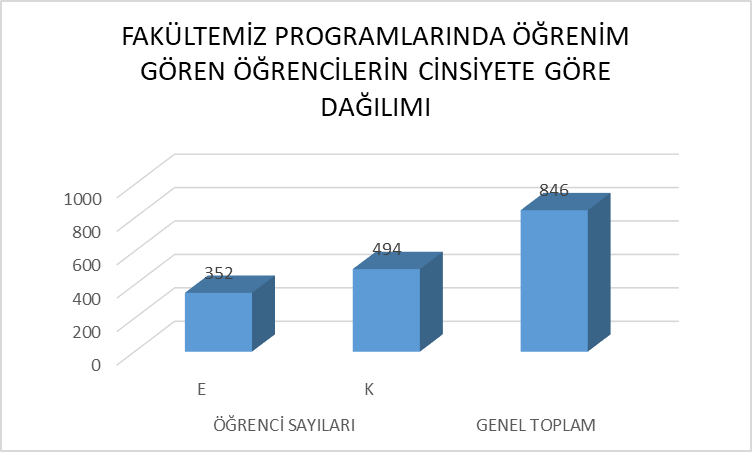 FAKÜLTEMİZ PROGRAMLARINDA ÖĞRENİM
GÖREN ÖĞRENCİLERİN CİNSİYETE GÖRE
DAĞILIMI
1000
800
600
400
200
0
352
494
846
E
K
ÖĞRENCİ SAYILARI
GENEL TOPLAM